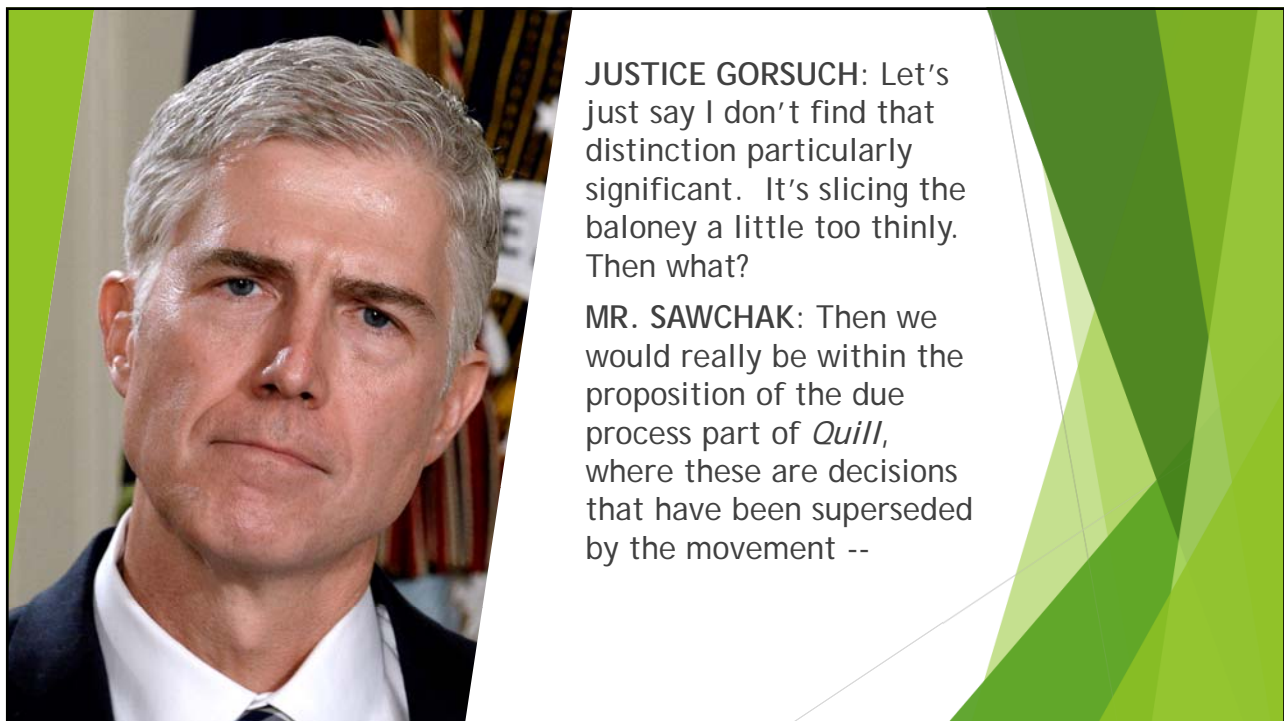 JUSTICE GORSUCH: Let's
just say I don't find that
distinction particularly
significant.  It's slicing the
baloney a little too thinly.
Then what?
MR. SAWCHAK: Then we
would really be within the
proposition of the due
process part of Quill,
where these are decisions
that have been superseded
by the movement --